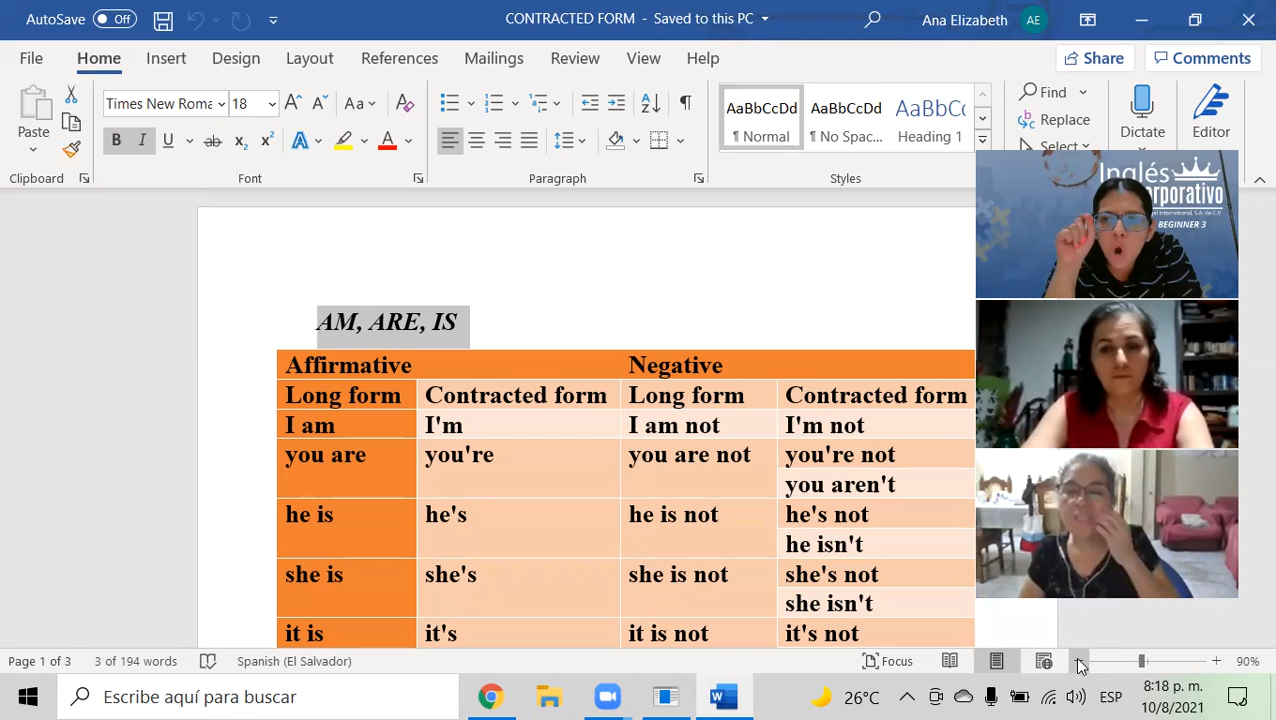 AutoSave Off CONTRACTED FORM - Saved to this PC Ana Elizabeth AE
File Home Insert Design Layout References Mailings Review View Help Share Comments
Paste
Times New Roma 18 Aa
AaBbCcDd AaBbCcDd AaBbCc
¶ Normal ¶ No Spac... Heading 1
Find
Replace
Select
Dictate
Editor
Clipboard Font Paragraph Styles
Inglés
BEGINNER 3
AM, ARE, IS
Affirmative Negative
Long form Contracted form Long form Contracted form
I am I'm I am not I'm not
you are you're you are not you're not
you aren't
he is he's he is not he's not
he isn't
she is she's she is not she's not
she isn't
it is it's it is not it's not
Page 1 of 3 3 of 194 words Spanish (El Salvador) Focus 90%
Escribe aquí para buscar 26°C ESP 8:18 p. m.
10/8/2021